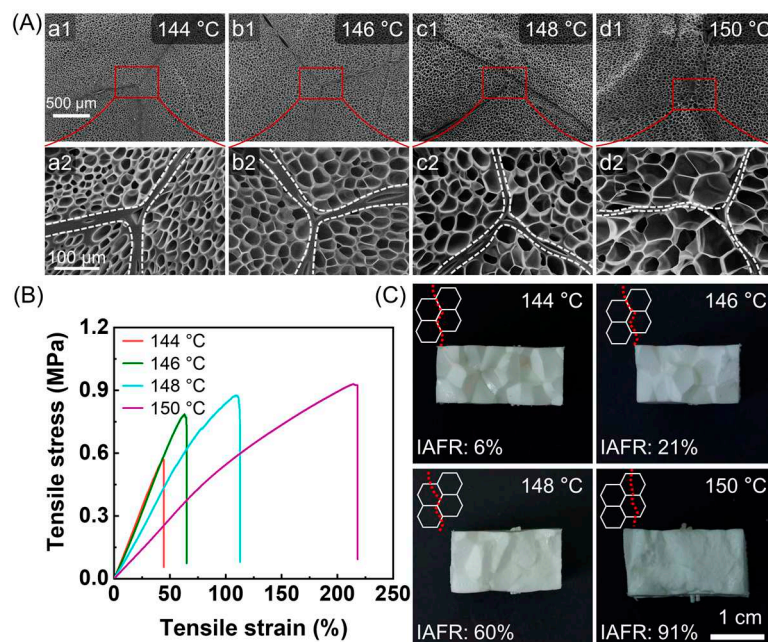 (A)
a1 144 °C
b1 146 °C
c1 148 °C
d1 150 °C
500 μm
a2
b2
c2
d2
100 μm
(B)
Tensile stress (MPa)
1.2
0.9
0.6
0.3
0.0
144 °C
146 °C
148 °C
150 °C
0 50 100 150 200 250
Tensile strain (%)
(C)
144 °C
IAFR: 6%
146 °C
IAFR: 21%
148 °C
IAFR: 60%
150 °C
IAFR: 91%
1 cm